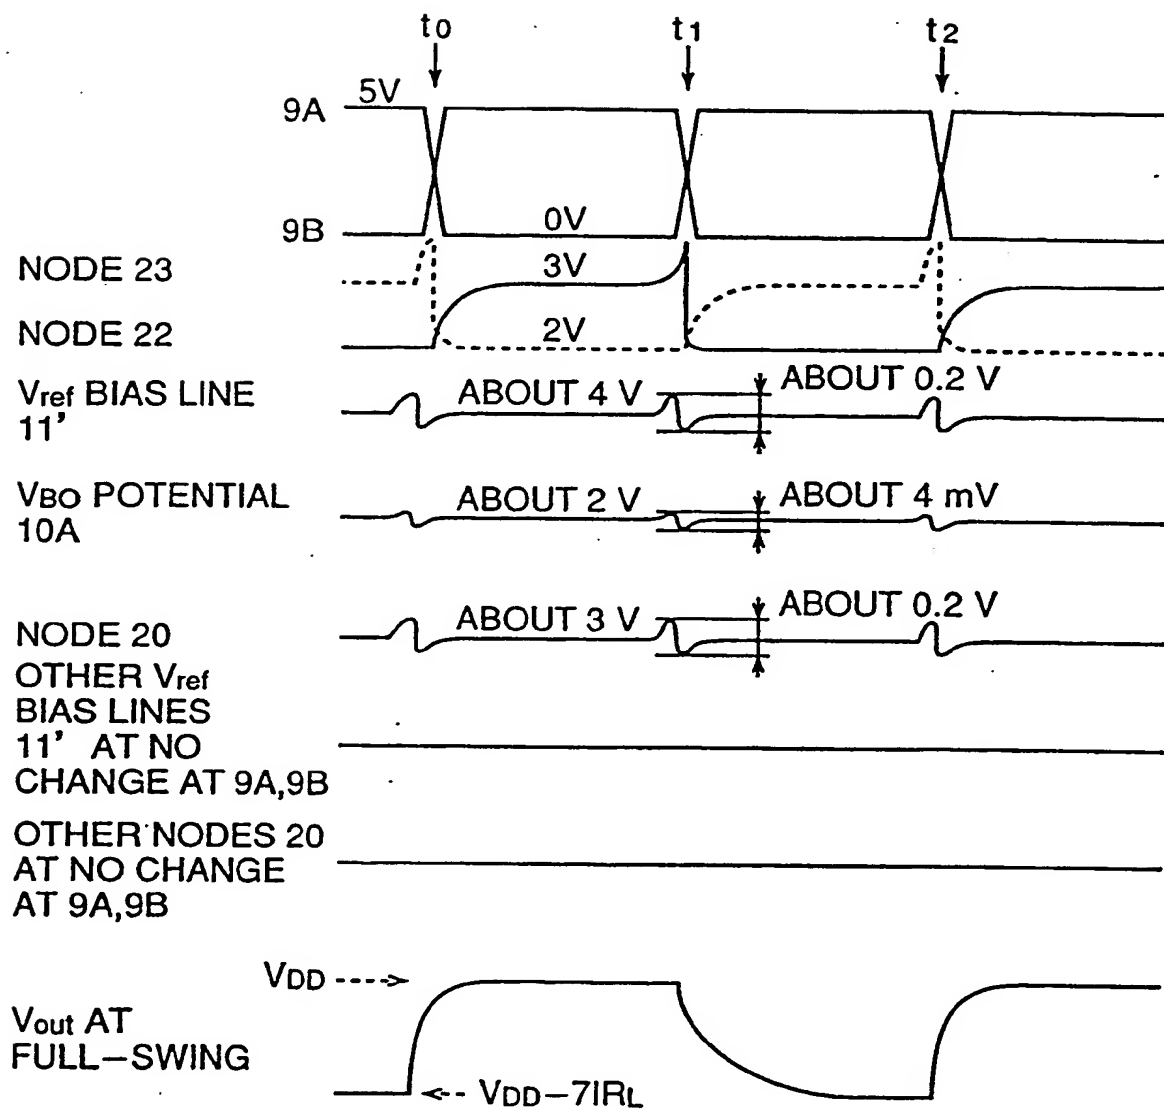 t0 t1 t2
5V
9A
9B 0V
NODE 23 3V
NODE 22 2V
Vref BIAS LINE
11' ABOUT 4 V ABOUT 0.2 V
VBO POTENTIAL
10A ABOUT 2 V ABOUT 4 mV
NODE 20 ABOUT 3 V ABOUT 0.2 V
OTHER Vref
BIAS LINES
11' AT NO
CHANGE AT 9A,9B
OTHER NODES 20
AT NO CHANGE
AT 9A,9B
VDD
Vout AT
FULL-SWING
VDD-7IRL